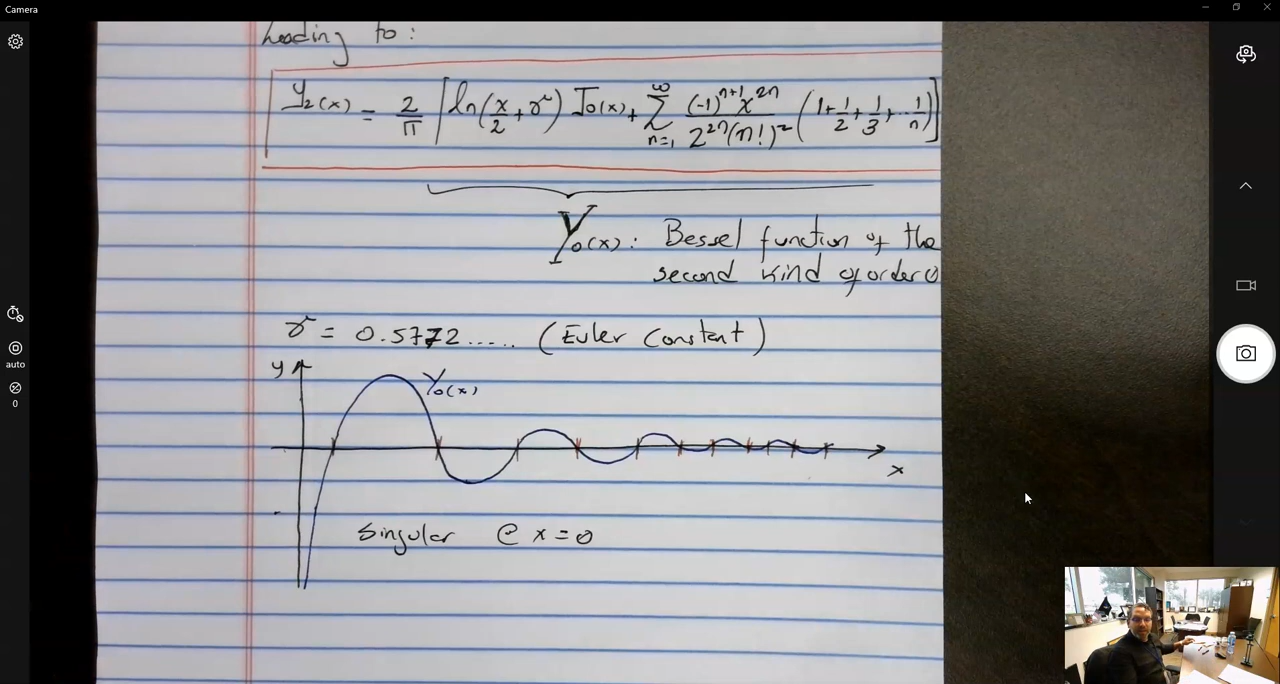 Camera
Leading to:
y₂(x) = 2/π [ln(x/2 + γ) J₀(x) + ∑_{n=1}^{∞} (-1)^{n+1} x^{2n} / 2^{2n}(n!)² (1 + 1/2 + 1/3 + ... 1/n)]
Y₀(x): Bessel function of the
second kind of order 0
γ = 0.5772..... (Euler Constant)
y
Y₀(x)
auto
0
x
Singular @ x=0